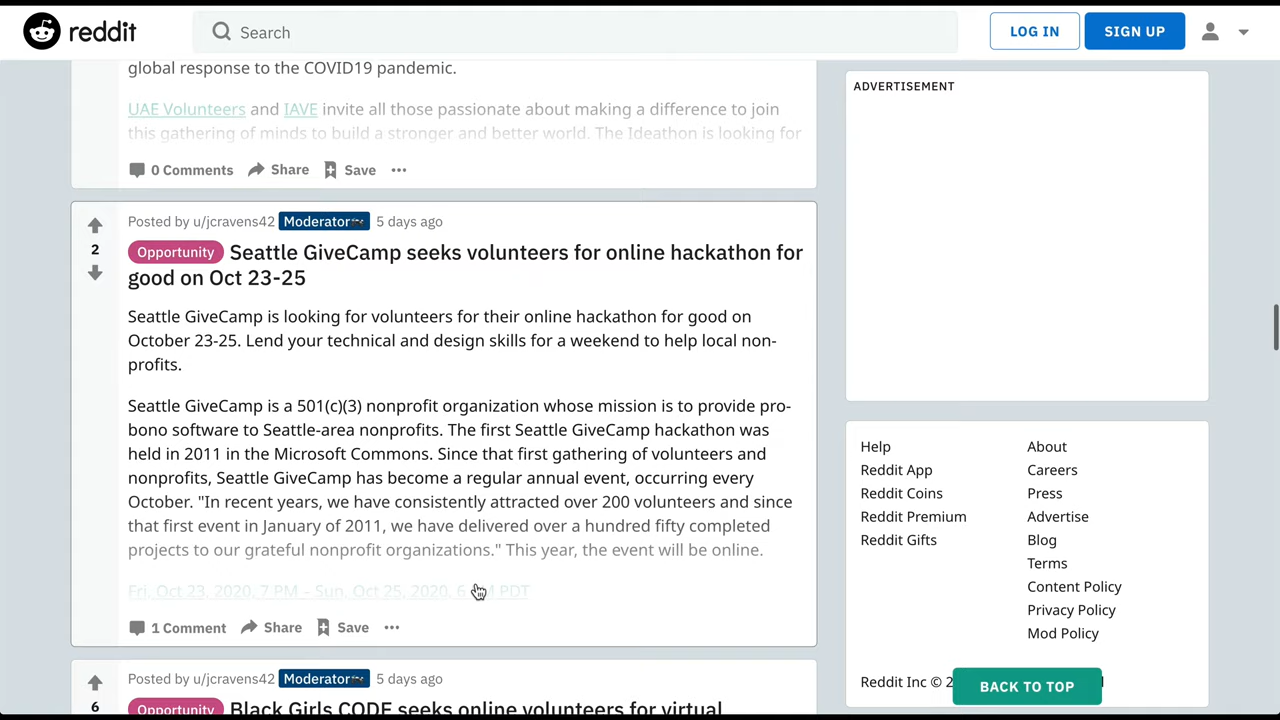 reddit
Search
LOG IN
SIGN UP
global response to the COVID19 pandemic.
UAE Volunteers and IAVE invite all those passionate about making a difference to join
this gathering of minds to build a stronger and better world. The Ideathon is looking for
0 Comments
Share
Save
Posted by u/jcravens42 Moderator 5 days ago
2
Opportunity Seattle GiveCamp seeks volunteers for online hackathon for
good on Oct 23-25
Seattle GiveCamp is looking for volunteers for their online hackathon for good on
October 23-25. Lend your technical and design skills for a weekend to help local non-
profits.
Seattle GiveCamp is a 501(c)(3) nonprofit organization whose mission is to provide pro-
bono software to Seattle-area nonprofits. The first Seattle GiveCamp hackathon was
held in 2011 in the Microsoft Commons. Since that first gathering of volunteers and
nonprofits, Seattle GiveCamp has become a regular annual event, occurring every
October. "In recent years, we have consistently attracted over 200 volunteers and since
that first event in January of 2011, we have delivered over a hundred fifty completed
projects to our grateful nonprofit organizations." This year, the event will be online.
Fri, Oct 23, 2020, 7 PM – Sun, Oct 25, 2020, 6 PDT
1 Comment
Share
Save
Posted by u/jcravens42 Moderator 5 days ago
6
Opportunity Black Girls CODE seeks online volunteers for virtual
ADVERTISEMENT
Help
Reddit App
Reddit Coins
Reddit Premium
Reddit Gifts
About
Careers
Press
Advertise
Blog
Terms
Content Policy
Privacy Policy
Mod Policy
Reddit Inc ©
BACK TO TOP